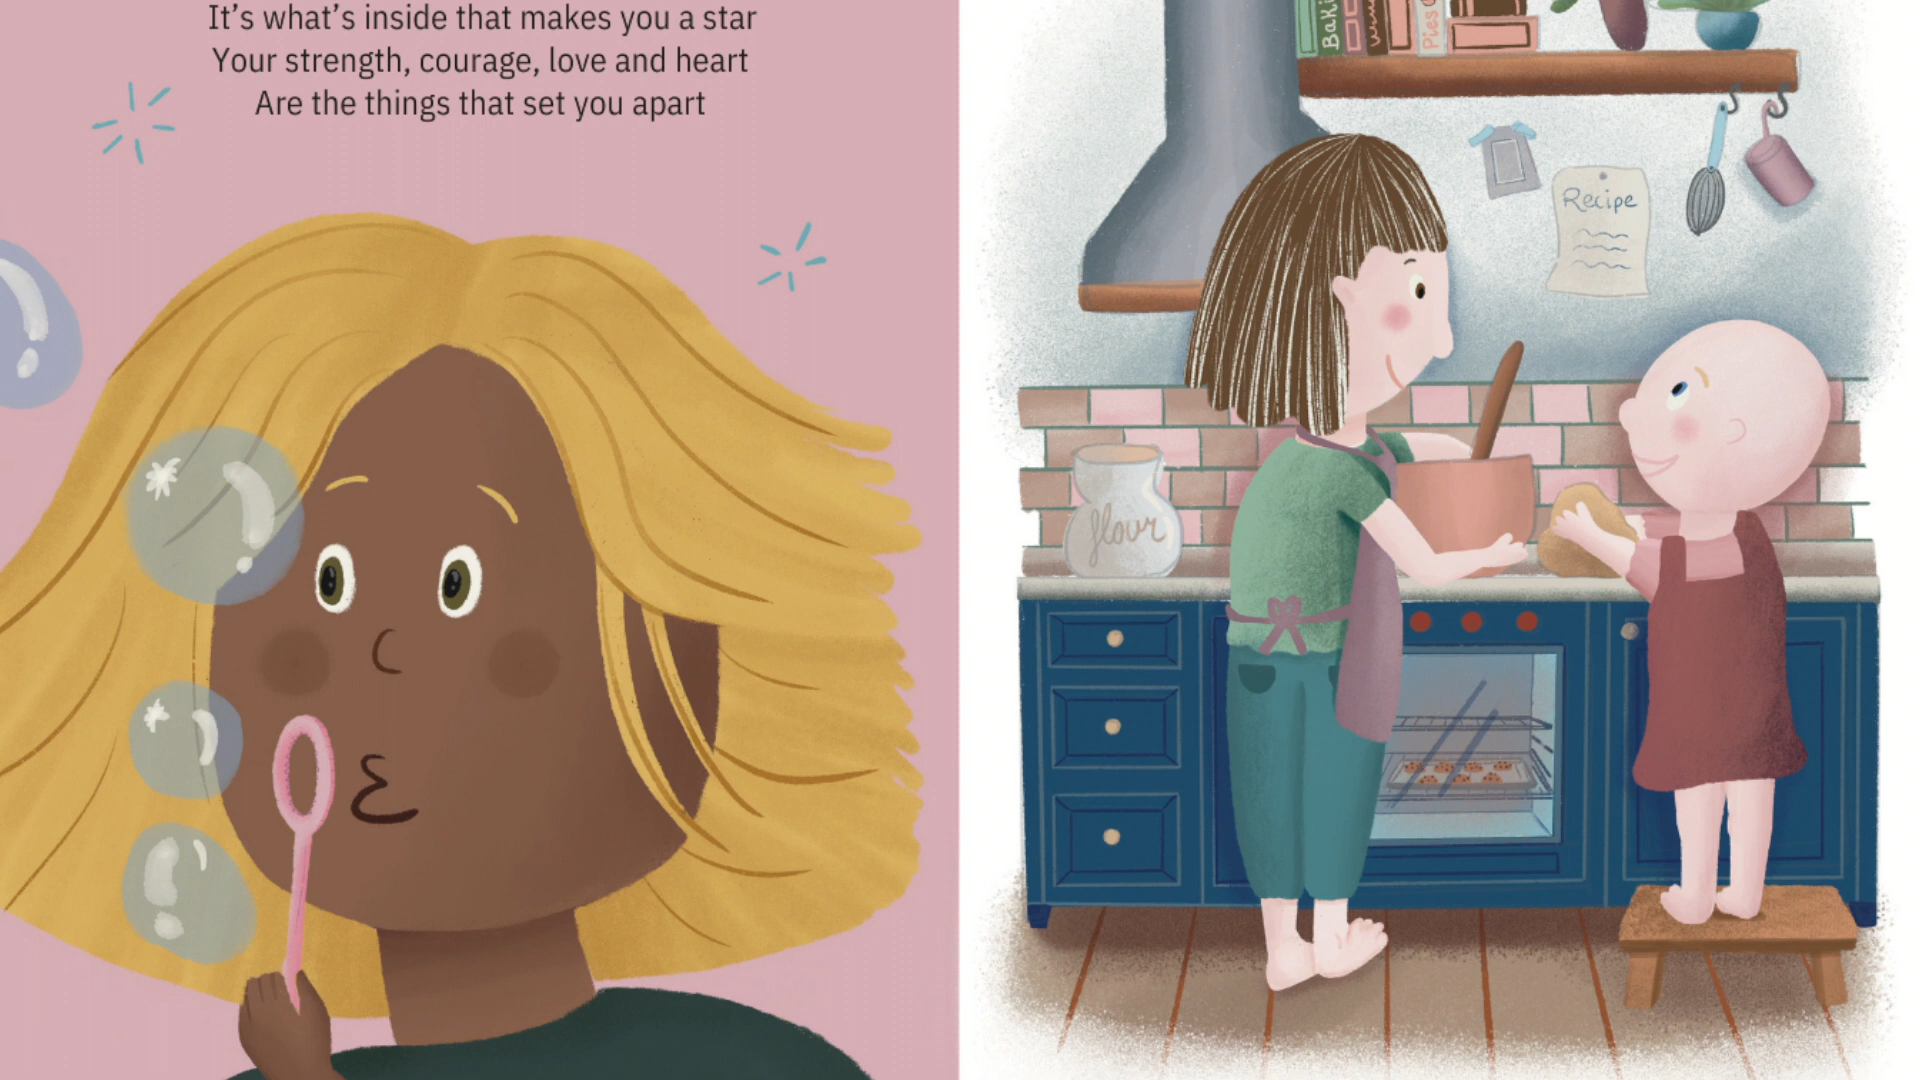 It's what's inside that makes you a star
Your strength, courage, love and heart
Are the things that set you apart
Pies
Recipe
flour